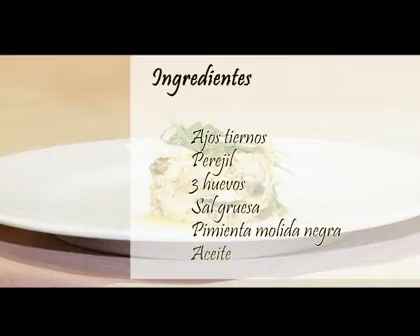 Ingredientes
Ajos tiernos
Perejil
3 huevos
Sal gruesa
Pimienta molida negra
Aceite